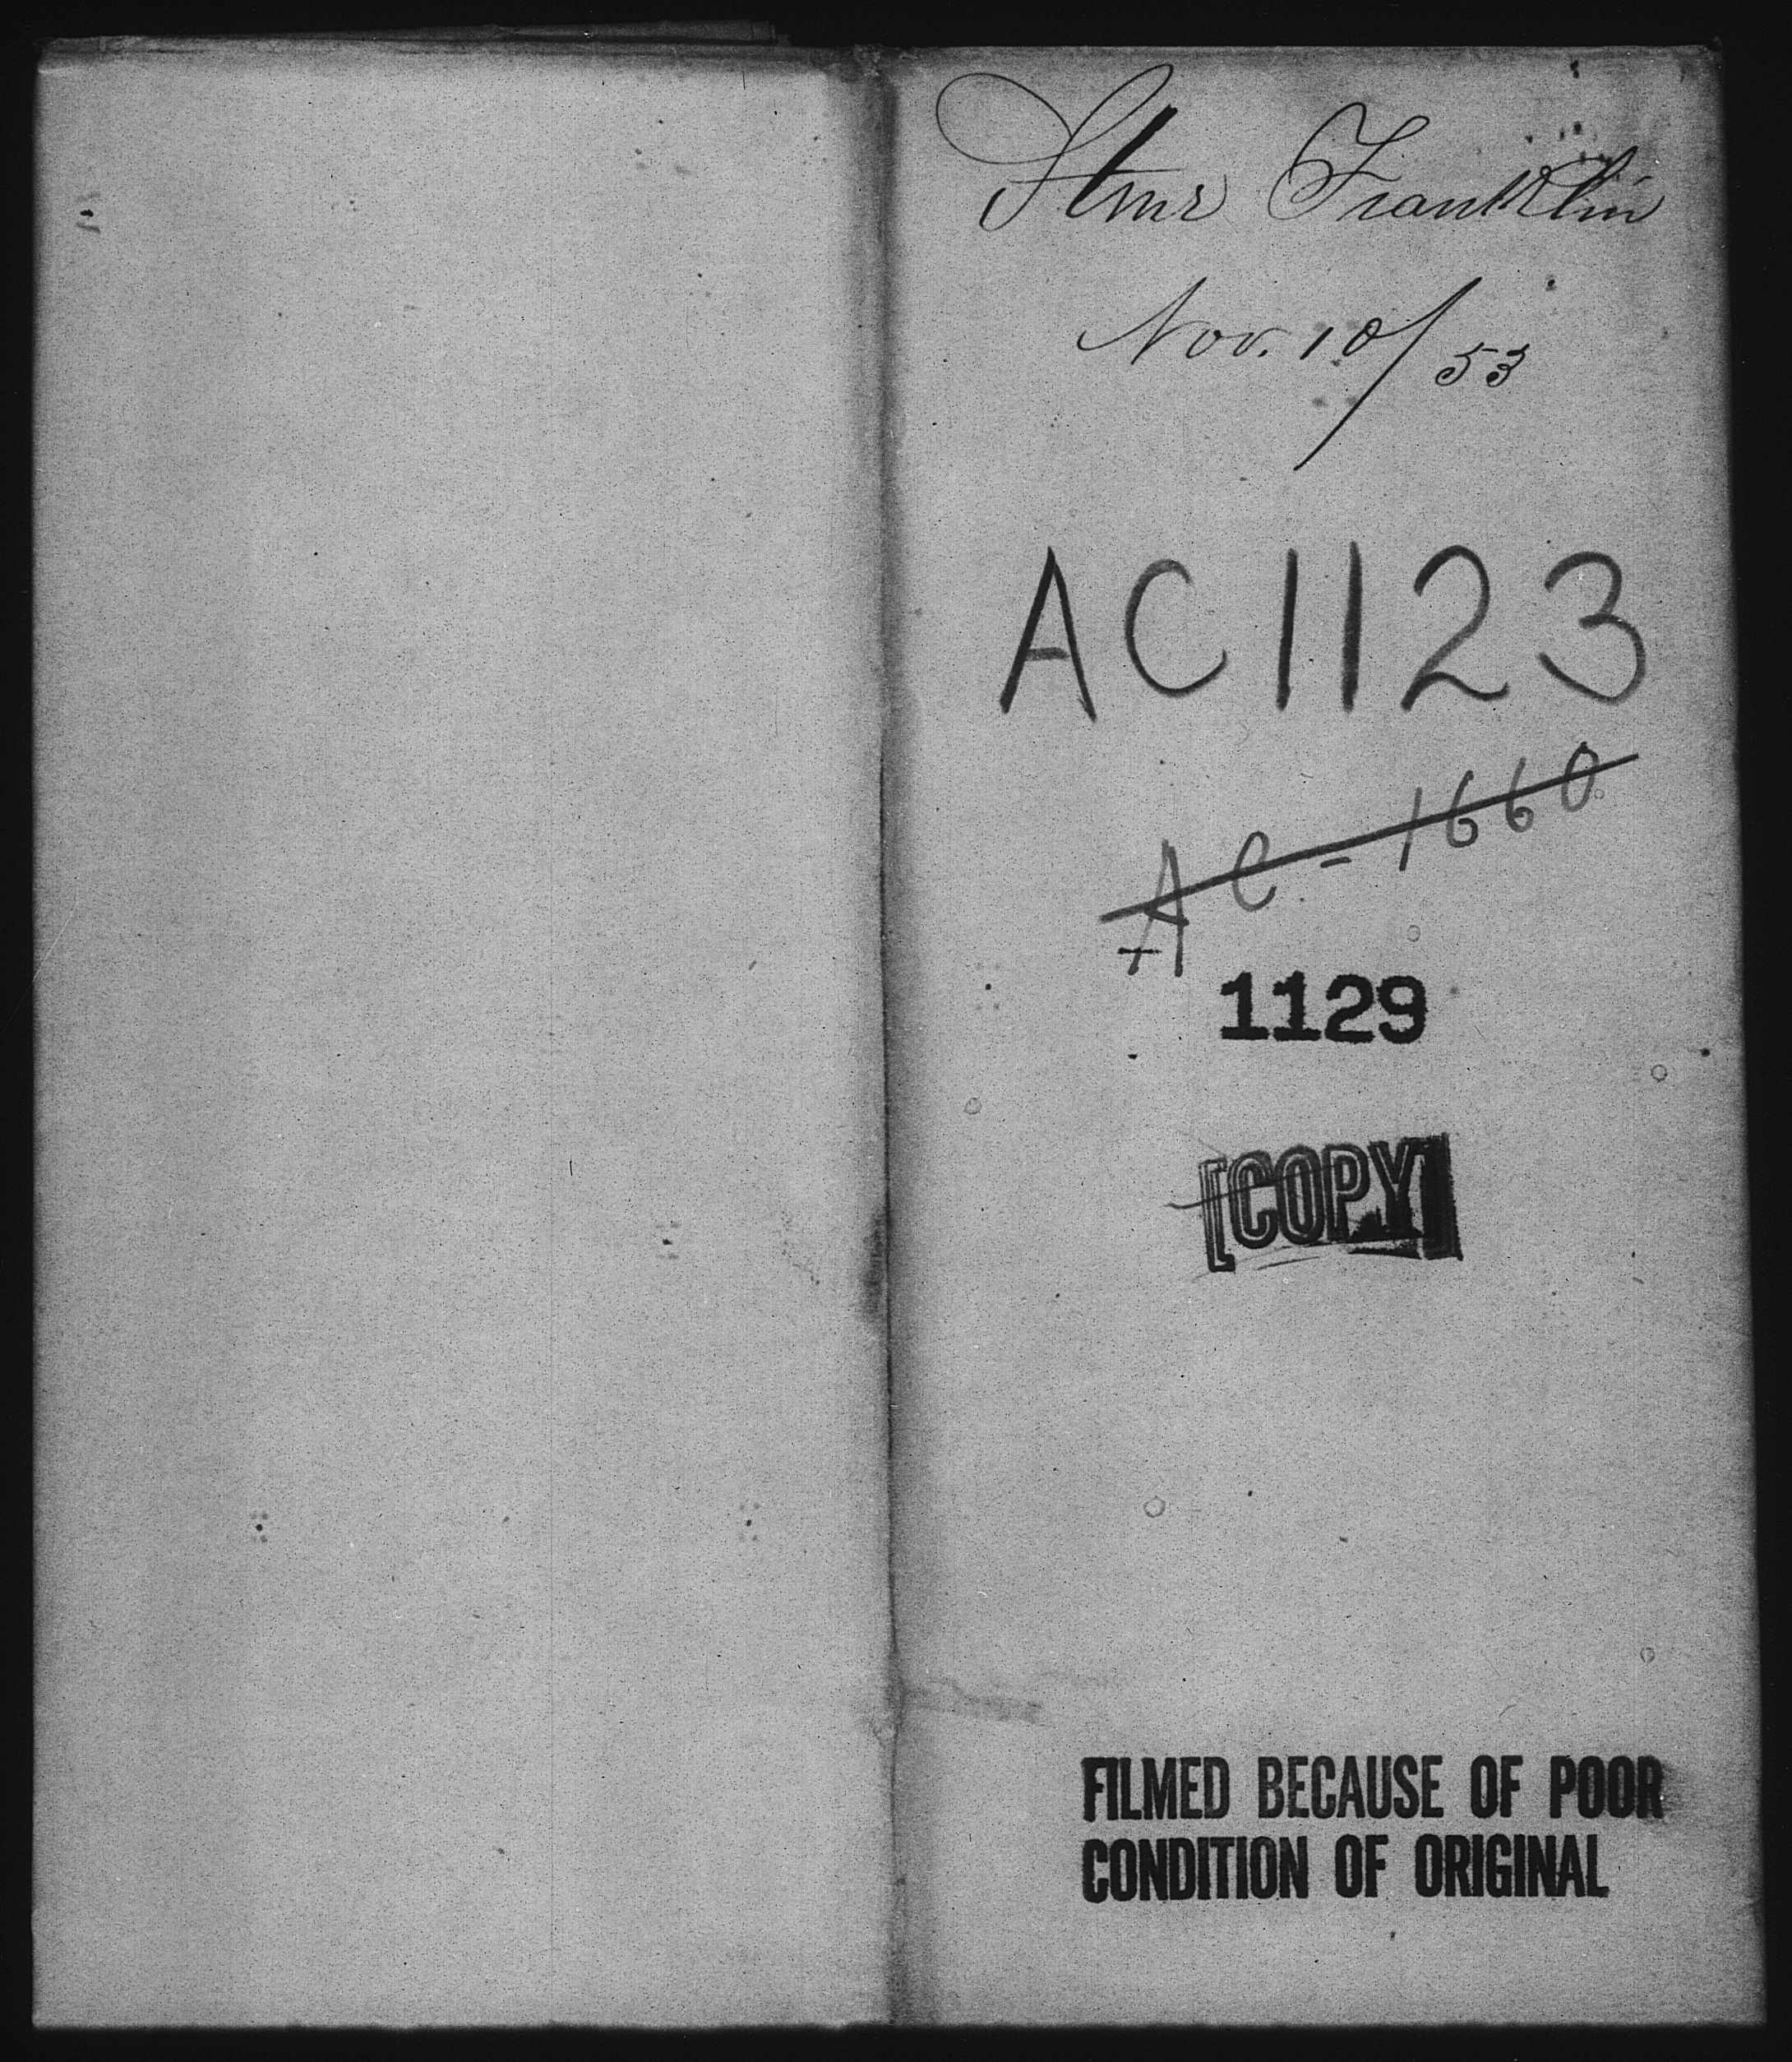 Stmr Franklin
Nov. 10/53
AC1123
AC-1660
1129
[COPY]
FILMED BECAUSE OF POOR
CONDITION OF ORIGINAL